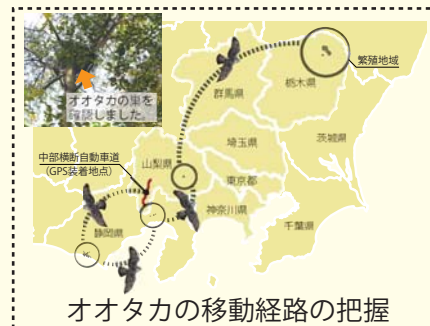 オオタカの巣を
確認しました。
繁殖地域
栃木県
群馬県
茨城県
埼玉県
中部横断自動車道
（GPS装着地点）
山梨県
東京都
神奈川県
千葉県
静岡県
オオタカの移動経路の把握